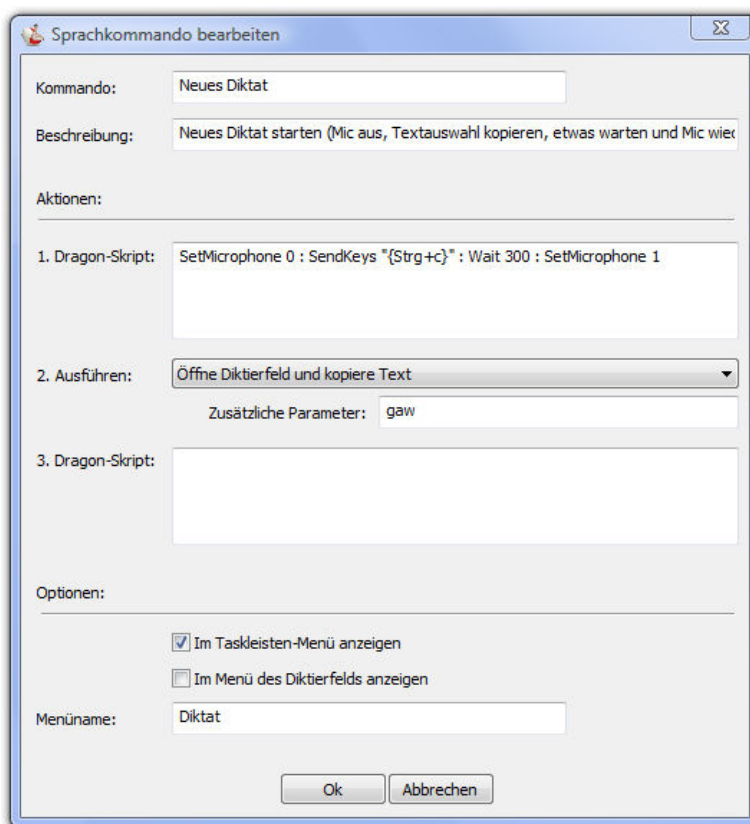 Sprachkommando bearbeiten
Kommando: Neues Diktat
Beschreibung: Neues Diktat starten (Mic aus, Textauswahl kopieren, etwas warten und Mic
Aktionen:
1. Dragon-Skript: SetMicrophone 0 : SendKeys "{Strg+c}" : Wait 300 : SetMicrophone 1
2. Ausführen: Öffne Diktierfeld und kopiere Text
Zusätzliche Parameter: gaw
3. Dragon-Skript:
Optionen:
Im Taskleisten-Menü anzeigen
Im Menü des Diktierfelds anzeigen
Menüname: Diktat
Ok Abbrechen